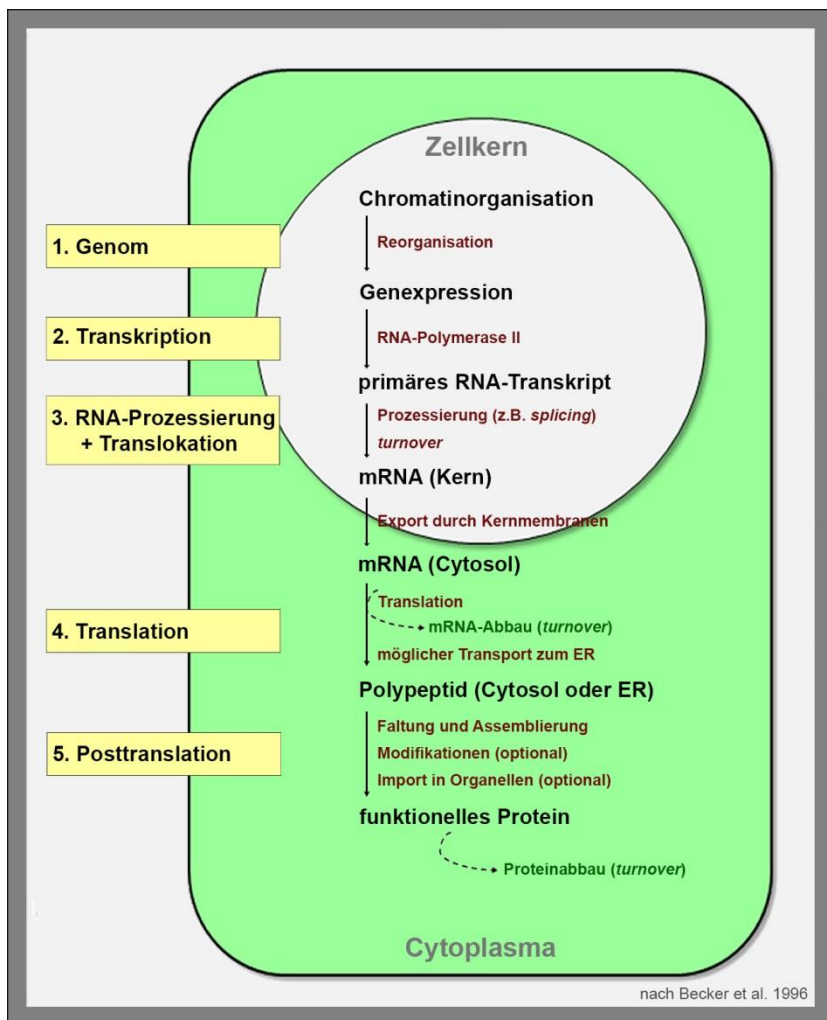 Zellkern
Chromatinorganisation
1. Genom
Reorganisation
Genexpression
2. Transkription
RNA-Polymerase II
primäres RNA-Transkript
3. RNA-Prozessierung
+ Translokation
Prozessierung (z.B. splicing)
turnover
mRNA (Kern)
Export durch Kernmembranen
mRNA (Cytosol)
Translation
4. Translation
mRNA-Abbau (turnover)
möglicher Transport zum ER
Polypeptid (Cytosol oder ER)
Faltung und Assemblierung
5. Posttranslation
Modifikationen (optional)
Import in Organellen (optional)
funktionelles Protein
Proteinabbau (turnover)
Cytoplasma
nach Becker et al. 1996